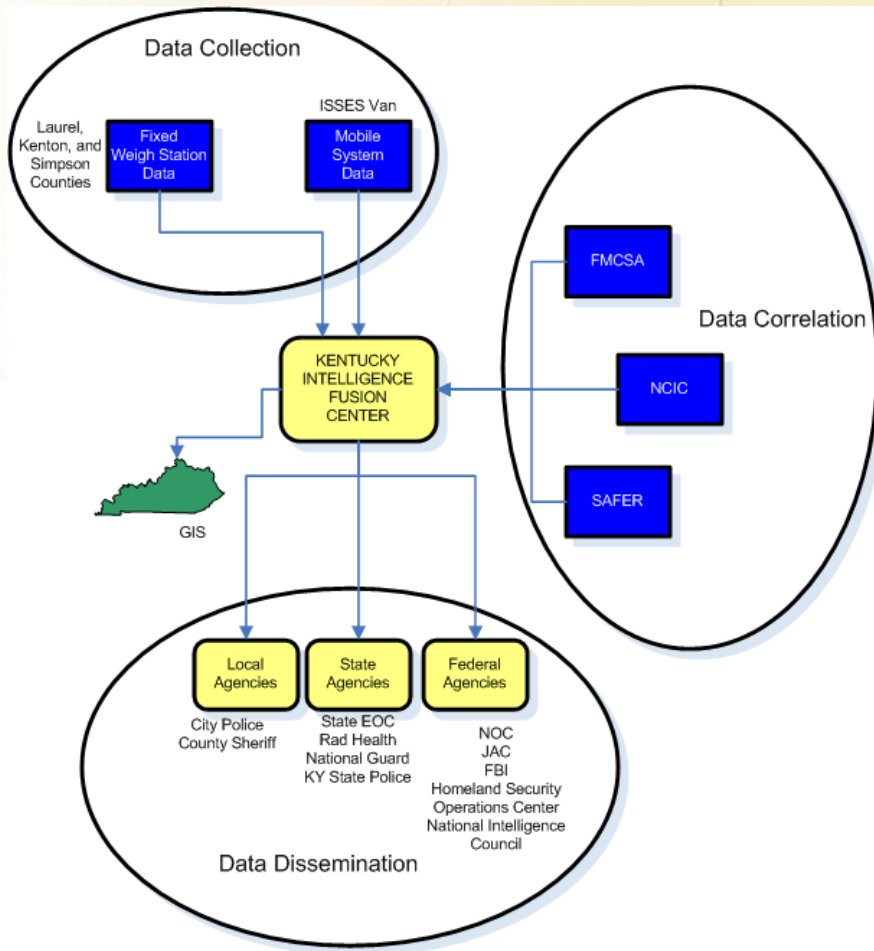 Data Collection
ISSES Van
Laurel,
Kenton, and
Simpson
Counties
Fixed
Weigh Station
Data
Mobile
System
Data
FMCSA
Data Correlation
NCIC
SAFER
KENTUCKY
INTELLIGENCE
FUSION
CENTER
GIS
Local
Agencies
State
Agencies
Federal
Agencies
City Police
County Sheriff
State EOC
Rad Health
National Guard
KY State Police
NOC
JAC
FBI
Homeland Security
Operations Center
National Intelligence
Council
Data Dissemination